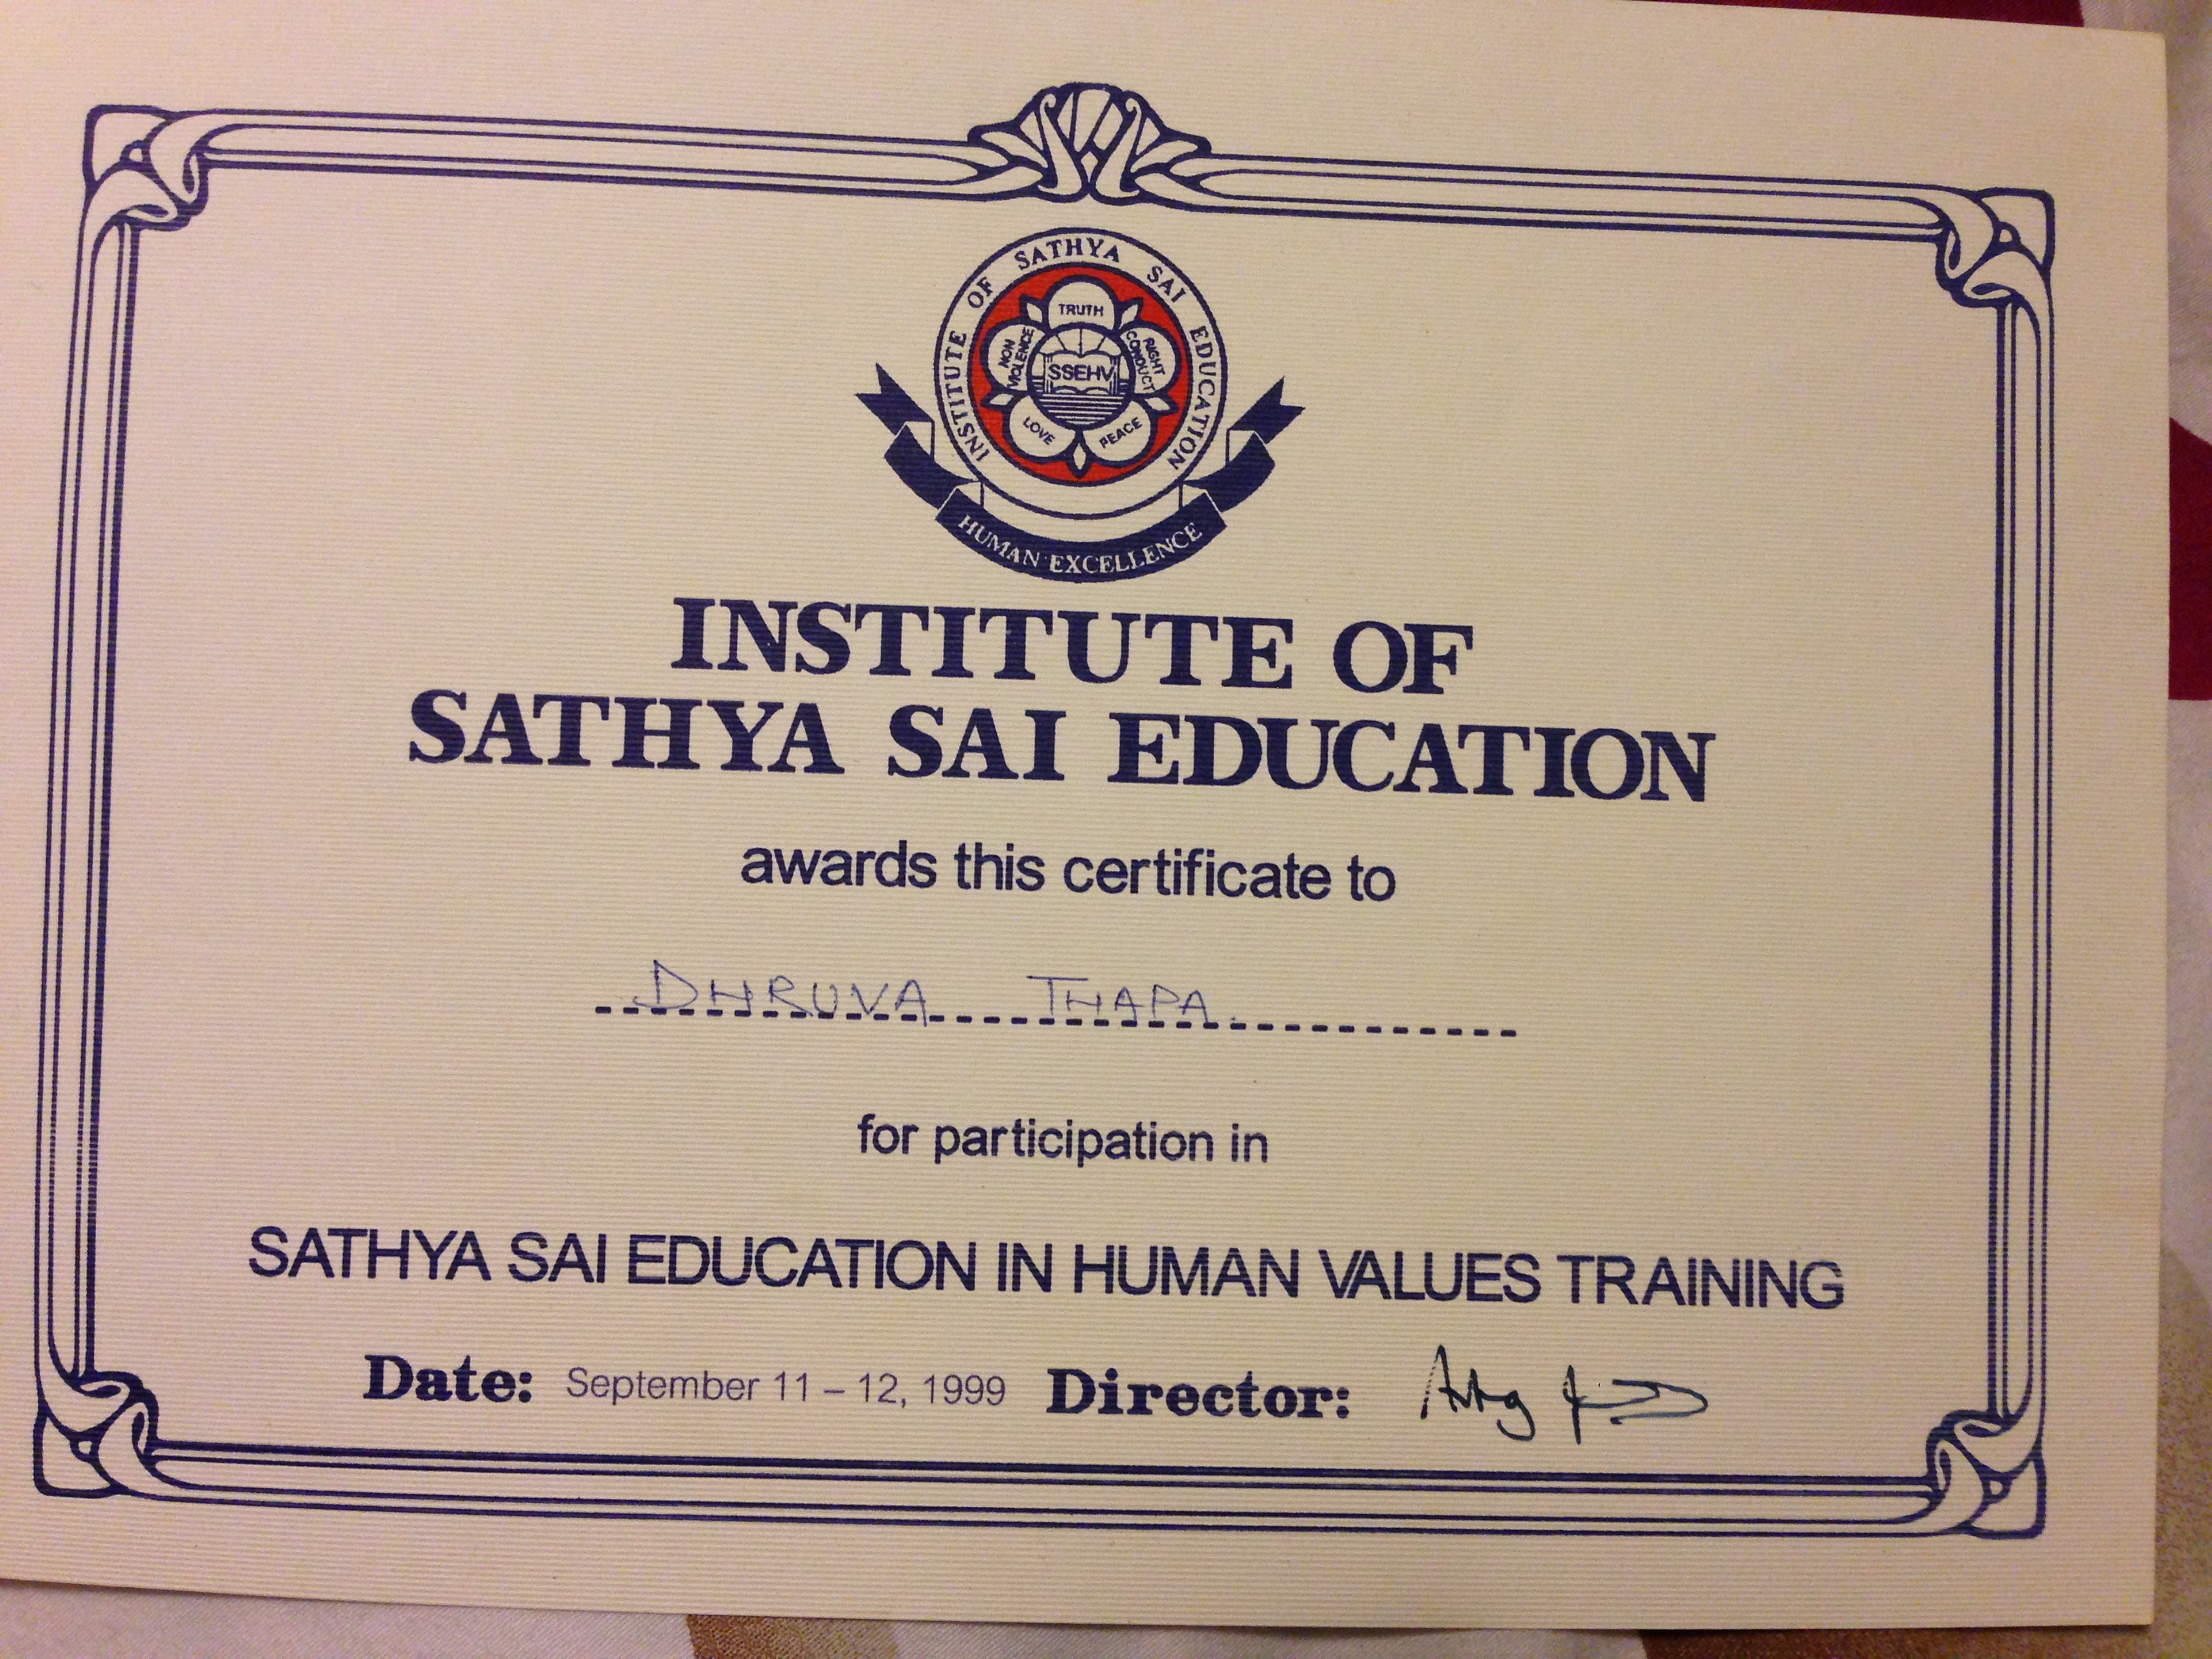 INSTITUTE OF SATHYA SAI EDUCATION
TRUTH
NON VIOLENCE
RIGHT CONDUCT
SSEHV
LOVE
PEACE
HUMAN EXCELLENCE
INSTITUTE OF
SATHYA SAI EDUCATION
awards this certificate to
DHRUVA THAPA.
for participation in
SATHYA SAI EDUCATION IN HUMAN VALUES TRAINING
Date: September 11 – 12, 1999 Director: